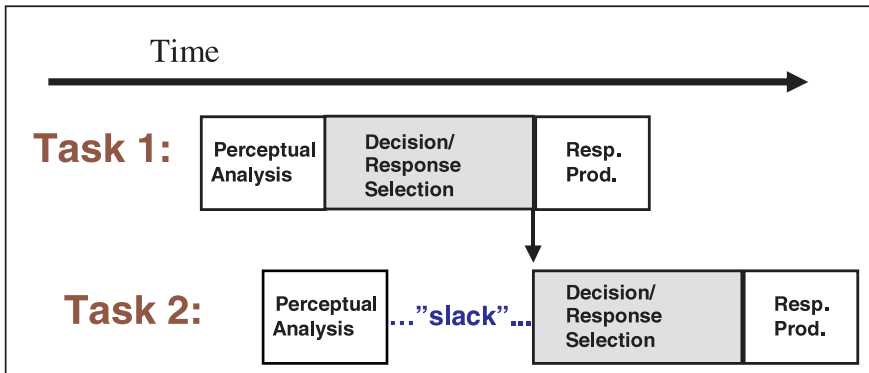 Time
Task 1:
Perceptual
Analysis
Decision/
Response
Selection
Resp.
Prod.
Task 2:
Perceptual
Analysis
..."slack"...
Decision/
Response
Selection
Resp.
Prod.